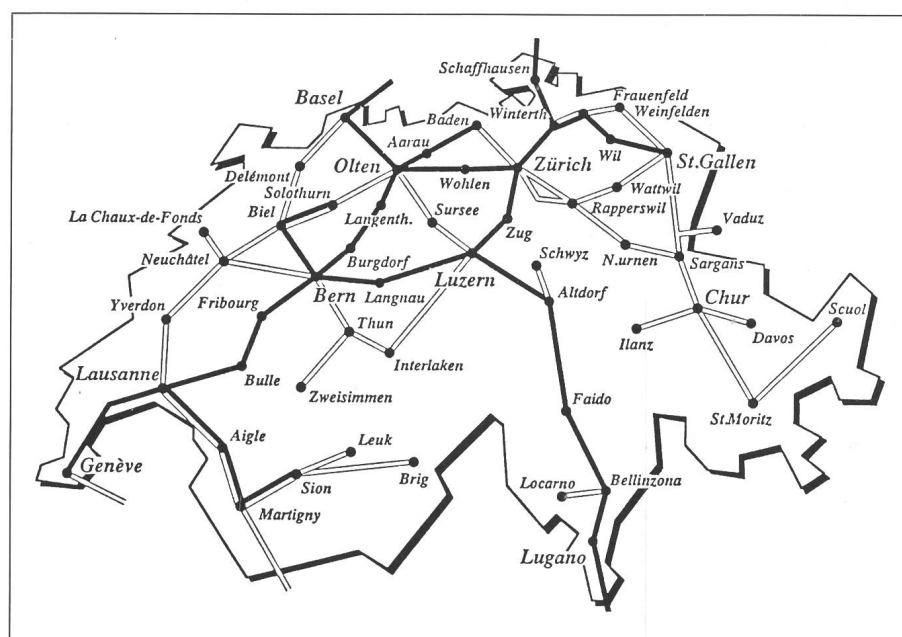 Schaffhausen
Frauenfeld
Basel
Winterth.
Weinfelden
Baden
Aarau
Olten
Zürich
Wil
St.Gallen
Delémont
Wohlen
Solothurn
Wattwil
La Chaux-de-Fonds
Biel
Langenth.
Sursee
Rapperswil
Zug
Vaduz
Neuchâtel
Burgdorf
Schwyz
N.urnen
Sargans
Bern
Luzern
Yverdon
Fribourg
Langnau
Altdorf
Chur
Scuol
Thun
Ilanz
Davos
Lausanne
Bulle
Interlaken
Zweisimmen
Faido
St.Moritz
Aigle
Leuk
Genève
Sion
Brig
Locarno
Bellinzona
Martigny
Lugano